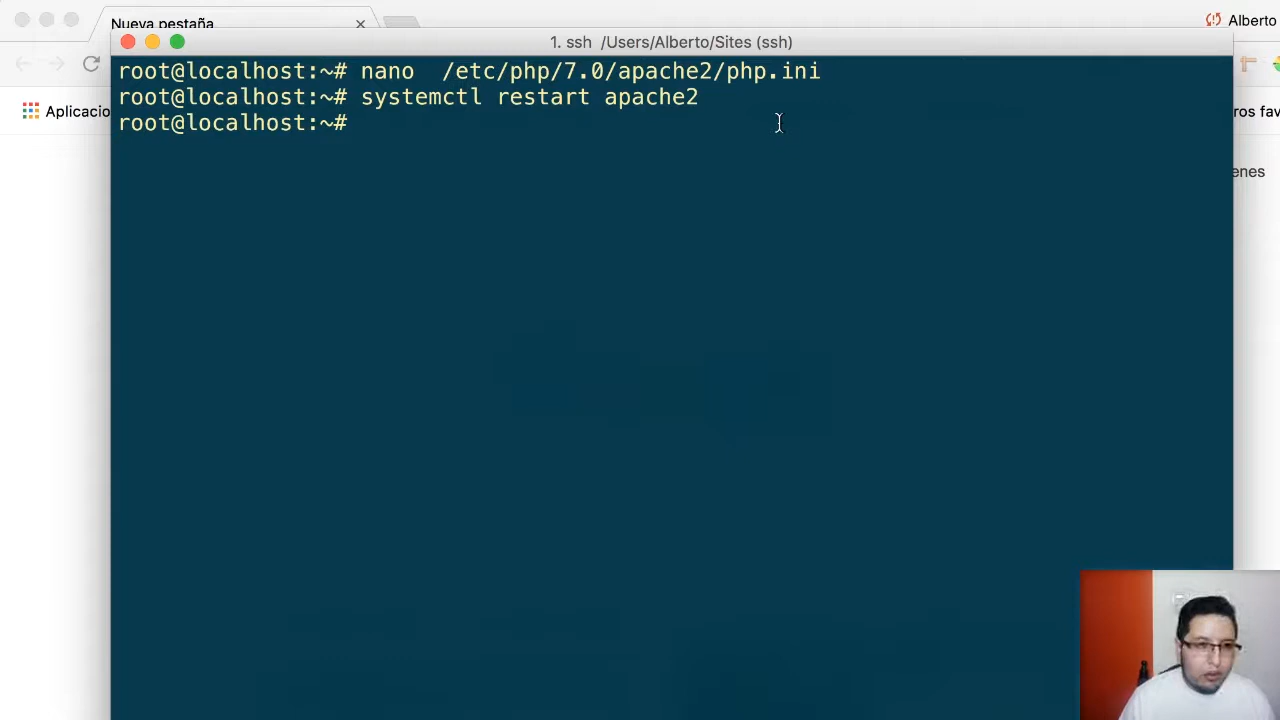 Nueva pestaña
Alberto
1. ssh /Users/Alberto/Sites (ssh)
Aplicacio
ros fav
enes
root@localhost:~# nano  /etc/php/7.0/apache2/php.ini
root@localhost:~# systemctl restart apache2
root@localhost:~#